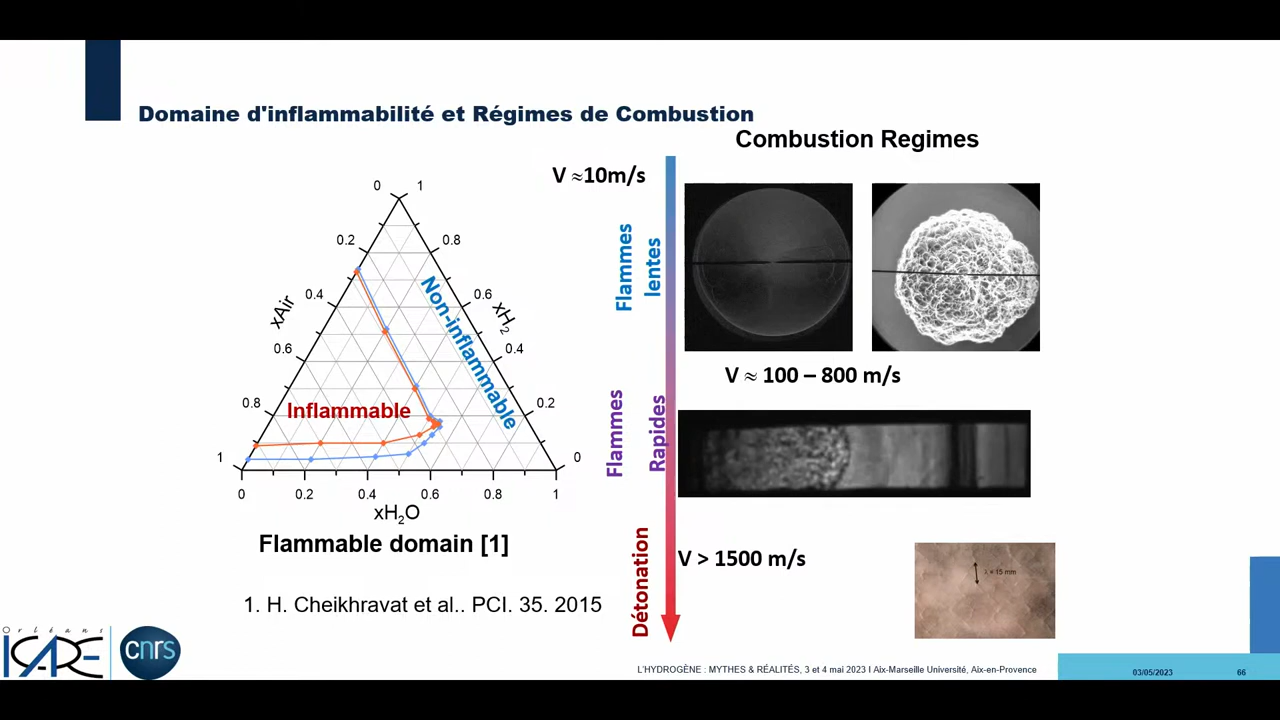 Domaine d'inflammabilité et Régimes de Combustion
Combustion Regimes
V ≈10m/s
0
1
0.2
0.8
0.4
0.6
0.6
0.4
0.8
0.2
1
0
0
0.2
0.4
0.6
0.8
1
xAir
xH2
xH2O
Inflammable
Non-inflammable
Flammable domain [1]
1. H. Cheikhravat et al.. PCI. 35. 2015
Flammes
lentes
V ≈ 100 – 800 m/s
Flammes
Rapides
Détonation
V > 1500 m/s
λ ≈ 15 mm
Orléans
ICARE
cnrs
L'HYDROGÈNE : MYTHES & RÉALITÉS, 3 et 4 mai 2023 I Aix-Marseille Université, Aix-en-Provence
03/05/2023
66